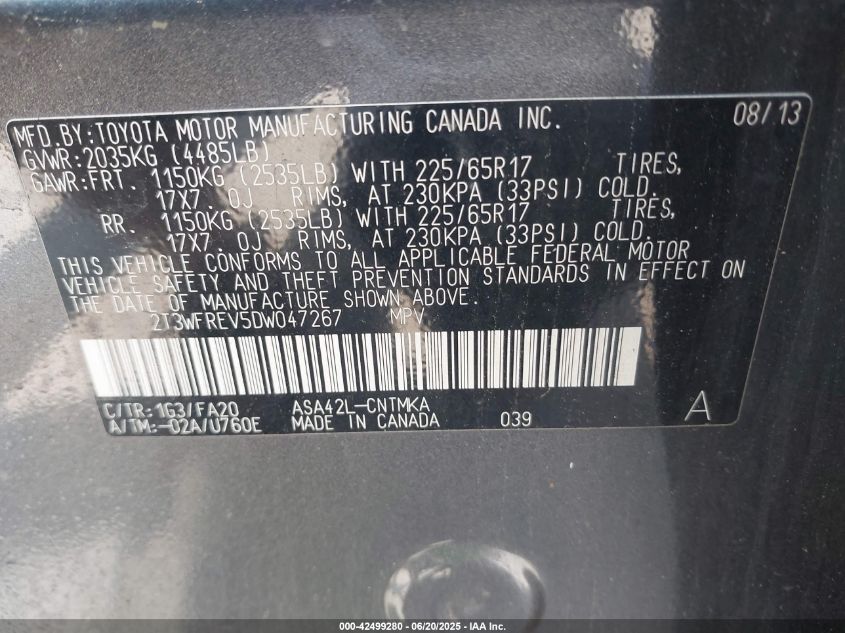 MFD.BY:TOYOTA MOTOR MANUFACTURING CANADA INC. 08/13
GVWR:2035KG (4485LB)
GAWR:FRT. 1150KG (2535LB) WITH 225/65R17 TIRES,
17X7.0J RIMS, AT 230KPA (33PSI) COLD.
RR. 1150KG (2535LB) WITH 225/65R17 TIRES,
17X7.0J RIMS, AT 230KPA (33PSI) COLD.
THIS VEHICLE CONFORMS TO ALL APPLICABLE FEDERAL MOTOR
VEHICLE SAFETY AND THEFT PREVENTION STANDARDS IN EFFECT ON
THE DATE OF MANUFACTURE SHOWN ABOVE.
2T3WFREV5DW047267 MPV
C/TR:1G3/FA20 ASA42L-CNTMKA A
A/TM:-02A/U760E MADE IN CANADA 039
000-42499280 - 06/20/2025 - IAA Inc.